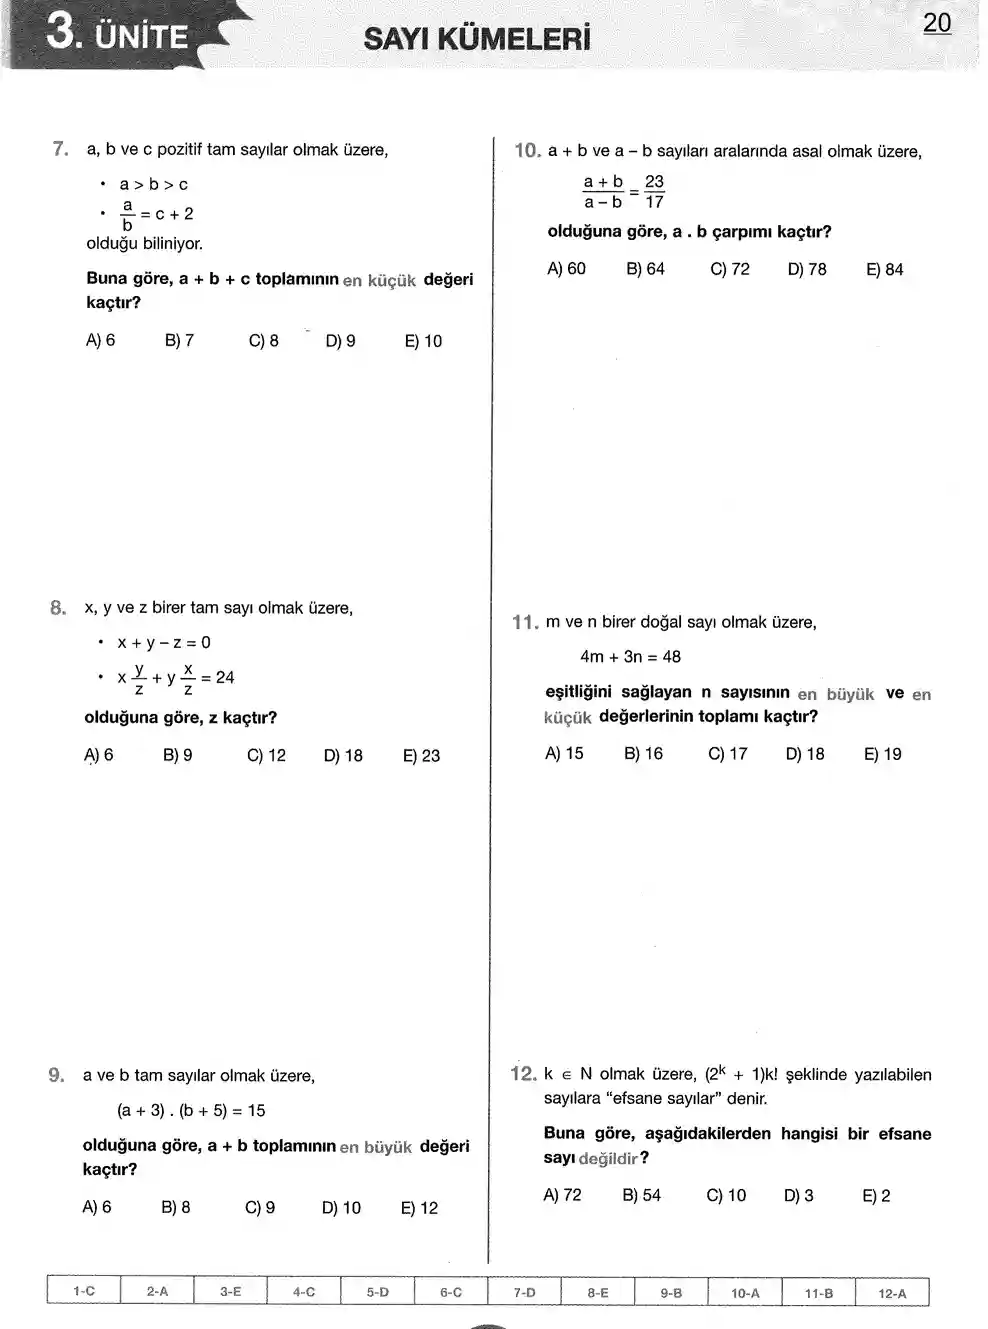 3. ÜNİTE
SAYI KÜMELERİ
20
7. a, b ve c pozitif tam sayılar olmak üzere,
• a > b > c
• a/b = c + 2
olduğu biliniyor.
Buna göre, a + b + c toplamının en küçük değeri
kaçtır?
A) 6 B) 7 C) 8 D) 9 E) 10
8. x, y ve z birer tam sayı olmak üzere,
• x + y – z = 0
• x y/z + y x/z = 24
olduğuna göre, z kaçtır?
A) 6 B) 9 C) 12 D) 18 E) 23
9. a ve b tam sayılar olmak üzere,
(a + 3) . (b + 5) = 15
olduğuna göre, a + b toplamının en büyük değeri
kaçtır?
A) 6 B) 8 C) 9 D) 10 E) 12
10. a + b ve a – b sayıları aralarında asal olmak üzere,
a + b / a – b = 23 / 17
olduğuna göre, a . b çarpımı kaçtır?
A) 60 B) 64 C) 72 D) 78 E) 84
11. m ve n birer doğal sayı olmak üzere,
4m + 3n = 48
eşitliğini sağlayan n sayısının en büyük ve en
küçük değerlerinin toplamı kaçtır?
A) 15 B) 16 C) 17 D) 18 E) 19
12. k ∈ N olmak üzere, (2ᵏ + 1)k! şeklinde yazılabilen
sayılara “efsane sayılar” denir.
Buna göre, aşağıdakilerden hangisi bir efsane
sayı değildir?
A) 72 B) 54 C) 10 D) 3 E) 2
1-C 2-A 3-E 4-C 5-D 6-C 7-D 8-E 9-B 10-A 11-B 12-A